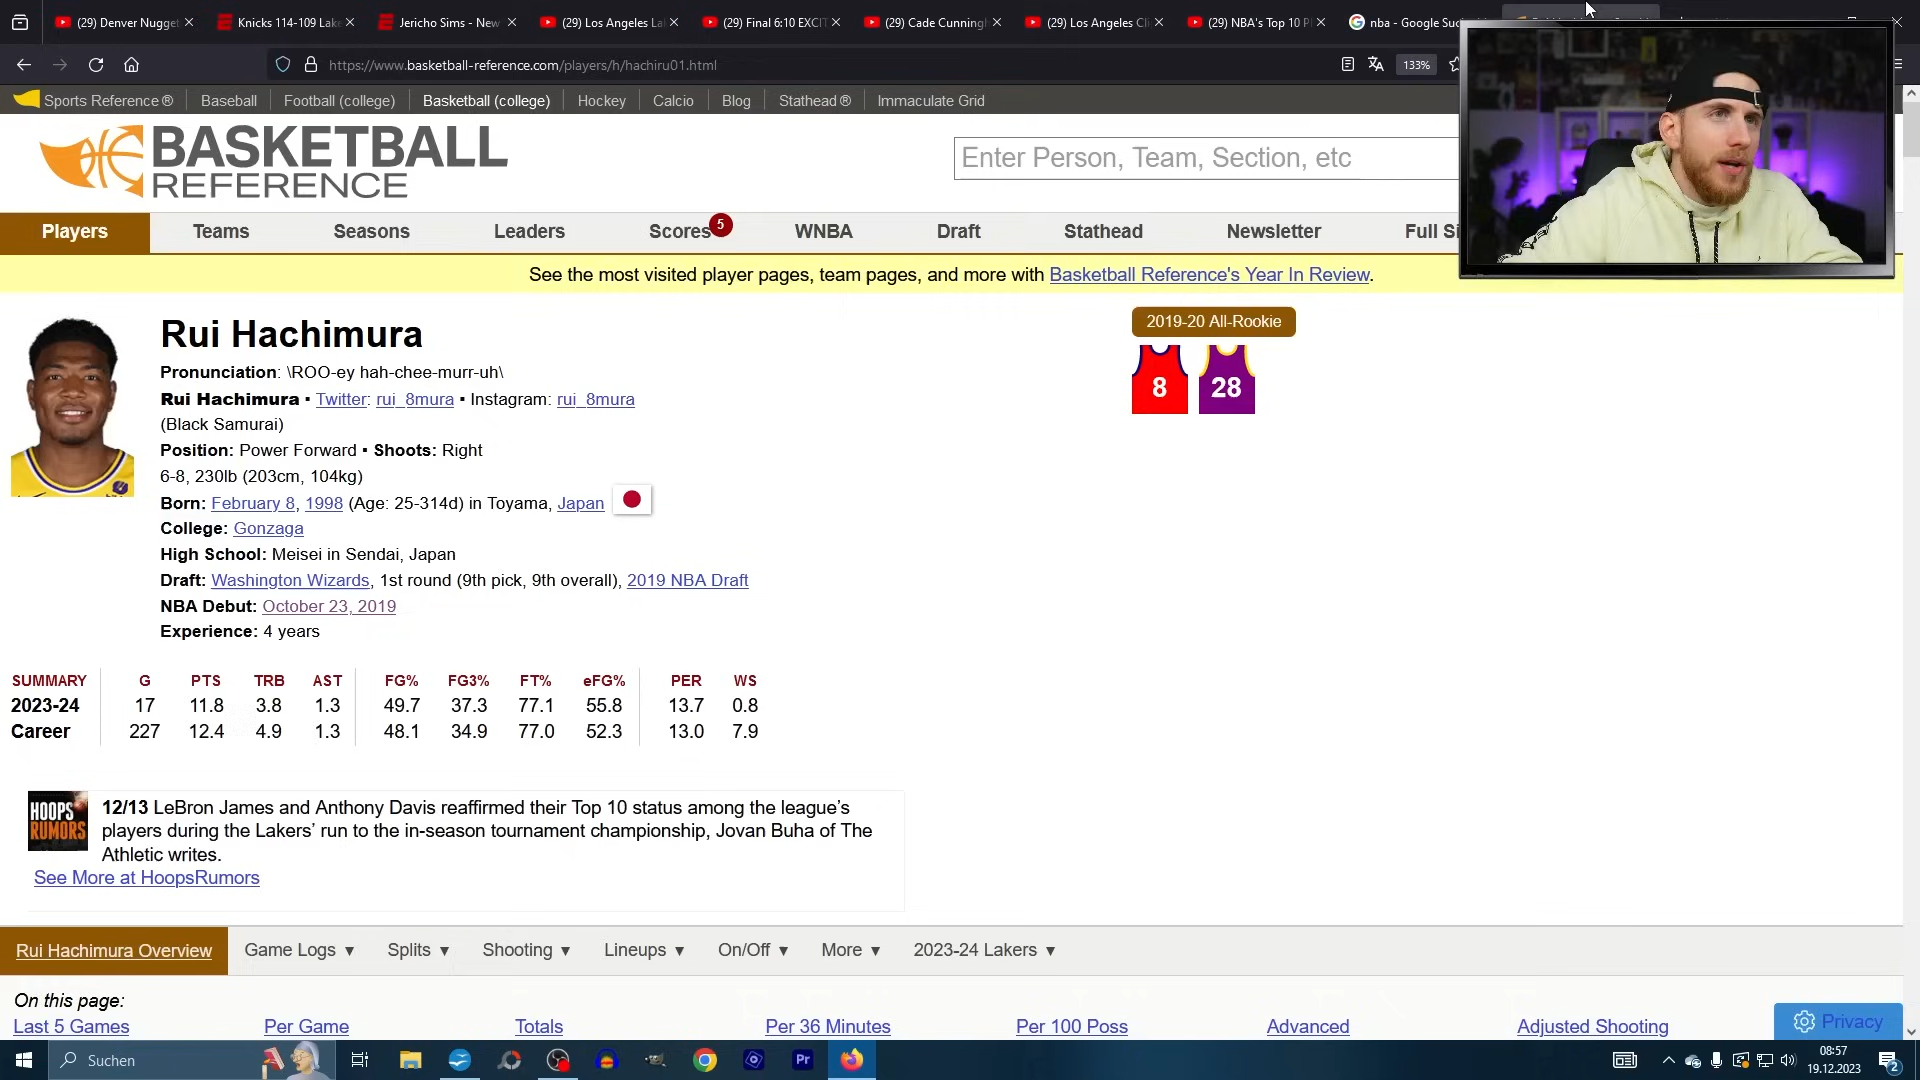 (29) Denver Nugget
Knicks 114-109 Lake
Jericho Sims - New
(29) Los Angeles La
(29) Final 6:10 EXCIT
(29) Cade Cunningh
(29) Los Angeles Cl
(29) NBA's Top 10 P
nba - Google
https://www.basketball-reference.com/players/h/hachiru01.html
133%
Sports Reference ®
Baseball
Football (college)
Basketball (college)
Hockey
Calcio
Blog
Stathead ®
Immaculate Grid
BASKETBALL
REFERENCE
Enter Person, Team, Section, etc
Players
Teams
Seasons
Leaders
Scores
5
WNBA
Draft
Stathead
Newsletter
Full Si
See the most visited player pages, team pages, and more with Basketball Reference's Year In Review.
Rui Hachimura
2019-20 All-Rookie
8
28
Pronunciation: \ROO-ey hah-chee-murr-uh\
Rui Hachimura ▪ Twitter: rui_8mura ▪ Instagram: rui_8mura
(Black Samurai)
Position: Power Forward ▪ Shoots: Right
6-8, 230lb (203cm, 104kg)
Born: February 8, 1998 (Age: 25-314d) in Toyama, Japan
College: Gonzaga
High School: Meisei in Sendai, Japan
Draft: Washington Wizards, 1st round (9th pick, 9th overall), 2019 NBA Draft
NBA Debut: October 23, 2019
Experience: 4 years
SUMMARY G PTS TRB AST FG% FG3% FT% eFG% PER WS
2023-24 17 11.8 3.8 1.3 49.7 37.3 77.1 55.8 13.7 0.8
Career 227 12.4 4.9 1.3 48.1 34.9 77.0 52.3 13.0 7.9
HOOPS
RUMORS
12/13 LeBron James and Anthony Davis reaffirmed their Top 10 status among the league's
players during the Lakers' run to the in-season tournament championship, Jovan Buha of The
Athletic writes.
See More at HoopsRumors
Rui Hachimura Overview
Game Logs ▼
Splits ▼
Shooting ▼
Lineups ▼
On/Off ▼
More ▼
2023-24 Lakers ▼
On this page:
Last 5 Games
Per Game
Totals
Per 36 Minutes
Per 100 Poss
Advanced
Adjusted Shooting
Privacy
Suchen
Pr
08:57
19.12.2023
2